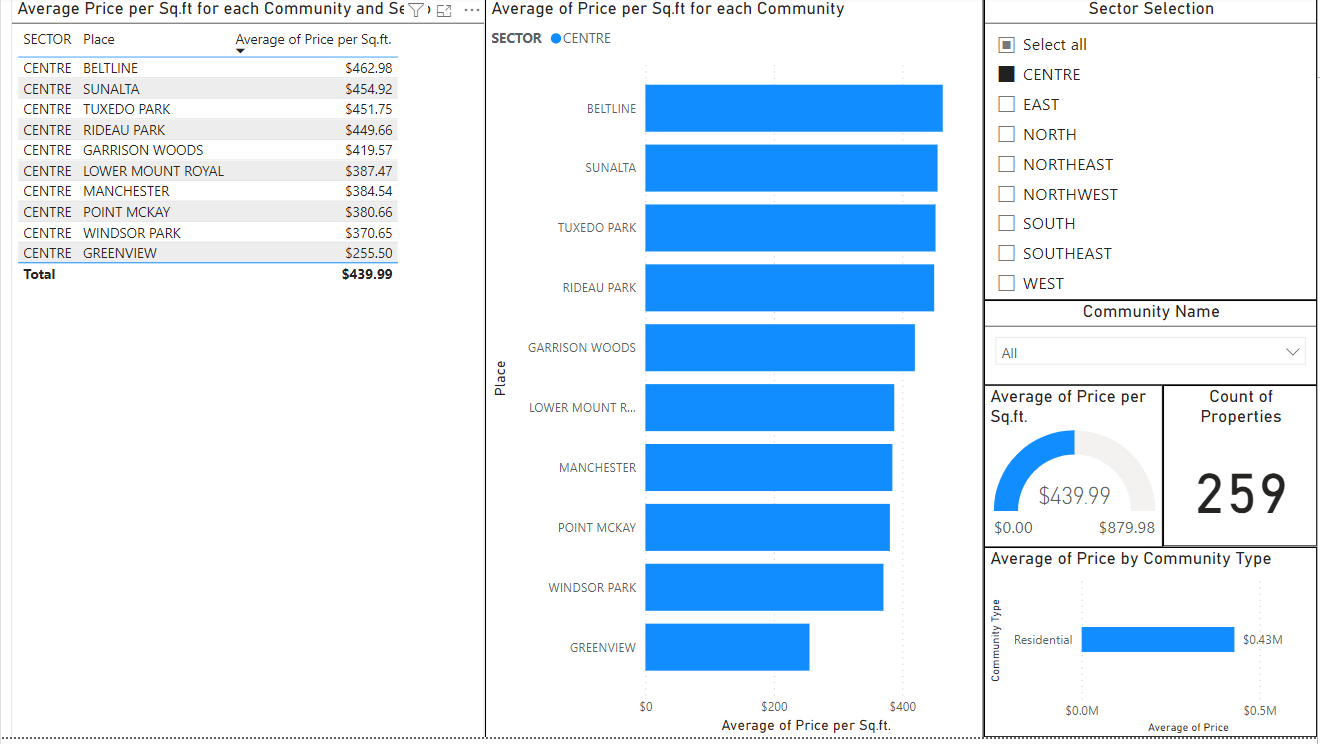 Average Price per Sq.ft for each Community and Se
SECTOR Place Average of Price per Sq.ft.
CENTRE BELTLINE $462.98
CENTRE SUNALTA $454.92
CENTRE TUXEDO PARK $451.75
CENTRE RIDEAU PARK $449.66
CENTRE GARRISON WOODS $419.57
CENTRE LOWER MOUNT ROYAL $387.47
CENTRE MANCHESTER $384.54
CENTRE POINT MCKAY $380.66
CENTRE WINDSOR PARK $370.65
CENTRE GREENVIEW $255.50
Total $439.99
Average of Price per Sq.ft for each Community
SECTOR CENTRE
Place
BELTLINE
SUNALTA
TUXEDO PARK
RIDEAU PARK
GARRISON WOODS
LOWER MOUNT R...
MANCHESTER
POINT MCKAY
WINDSOR PARK
GREENVIEW
$0 $200 $400
Average of Price per Sq.ft.
Sector Selection
Select all
CENTRE
EAST
NORTH
NORTHEAST
NORTHWEST
SOUTH
SOUTHEAST
WEST
Community Name
All
Average of Price per
Sq.ft.
$439.99
$0.00 $879.98
Count of
Properties
259
Average of Price by Community Type
Community Type
Residential $0.43M
$0.0M $0.5M
Average of Price